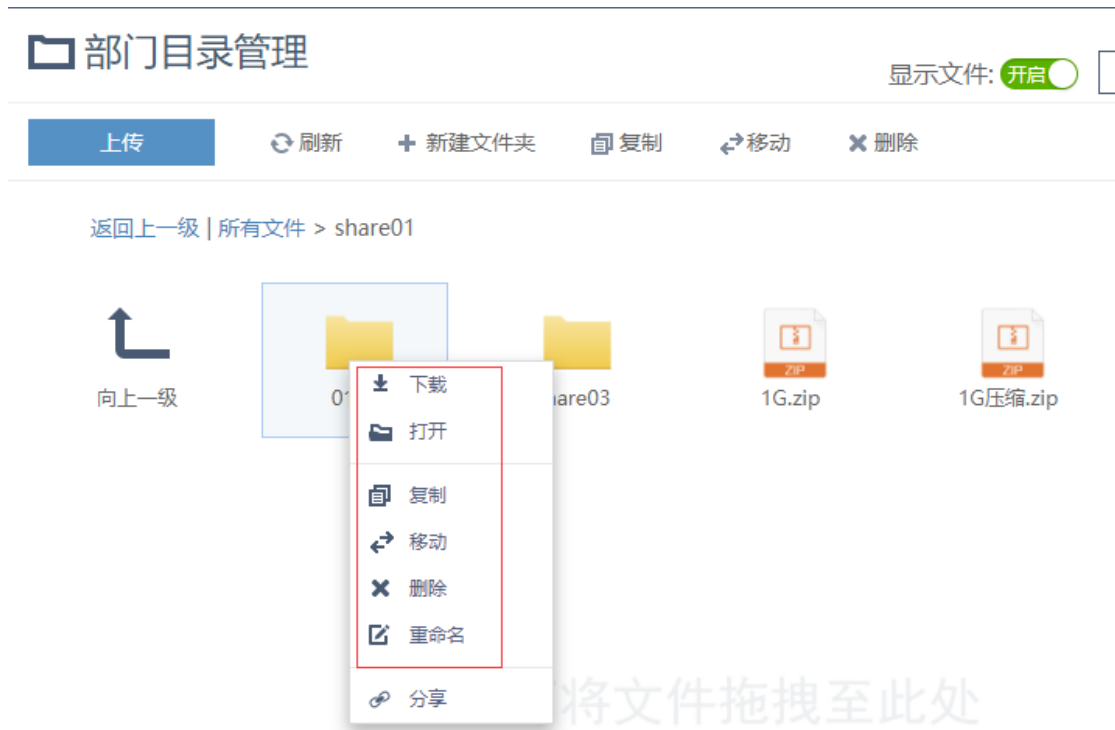 部门目录管理
显示文件: 开启
上传 刷新 新建文件夹 复制 移动 删除
返回上一级 | 所有文件 > share01
向上一级 01 hare03 1G.zip 1G压缩.zip
ZIP ZIP
下载
打开
复制
移动
删除
重命名
分享
将文件拖拽至此处